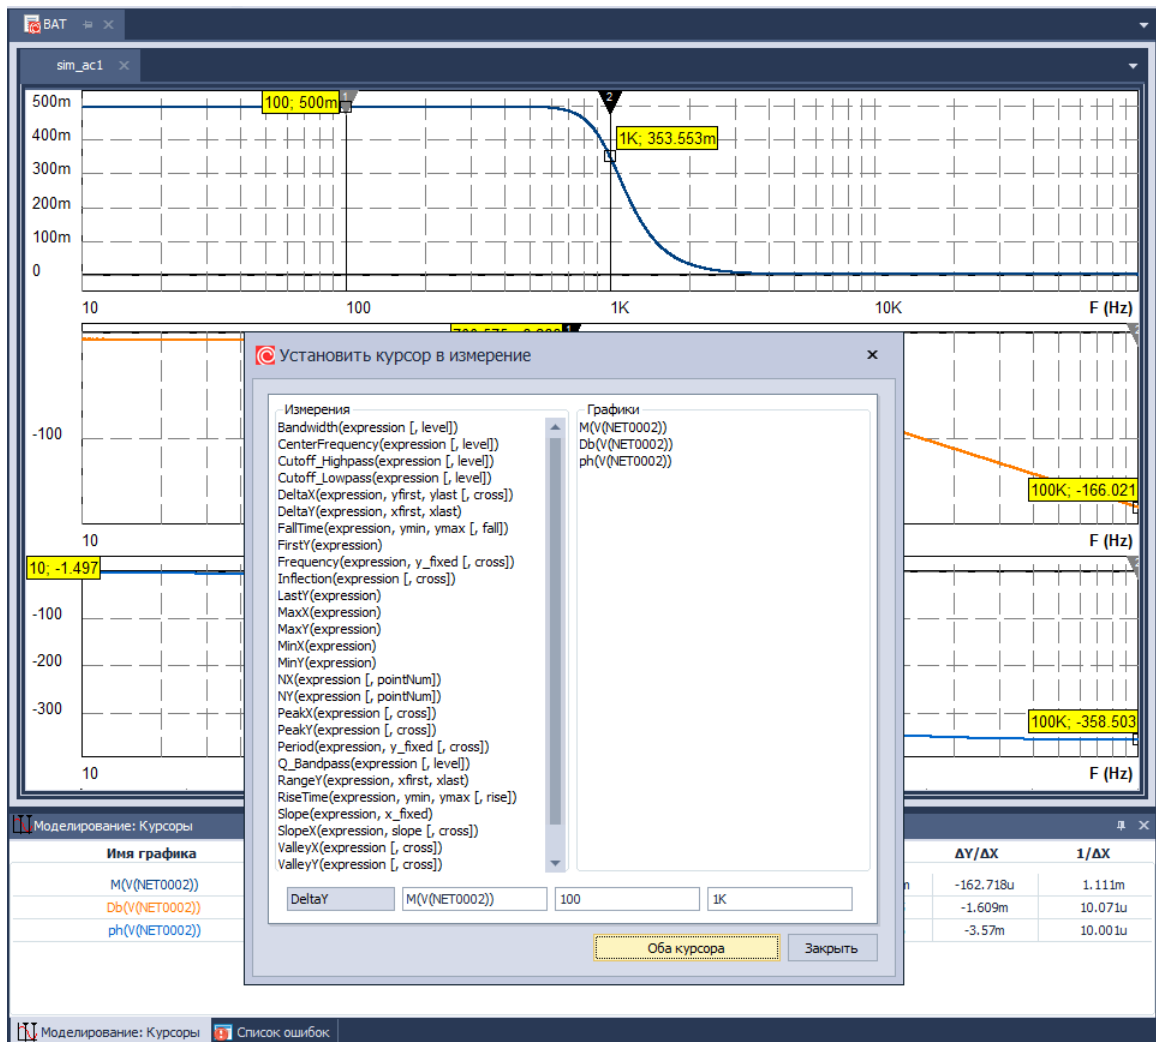 BAT
sim_ac1
500m
100; 500m
1
2
400m
1K; 353.553m
300m
200m
100m
0
10
100
1K
10K
F (Hz)
1
Установить курсор в измерение
-100
100K; -166.021
10
F (Hz)
10; -1.497
-100
-200
-300
100K; -358.503
10
F (Hz)
Измерения
Bandwidth(expression [, level])
CenterFrequency(expression [, level])
Cutoff_Highpass(expression [, level])
Cutoff_Lowpass(expression [, level])
DeltaX(expression, yfirst, ylast [, cross])
DeltaY(expression, xfirst, xlast)
FallTime(expression, ymin, ymax [, fall])
FirstY(expression)
Frequency(expression, y_fixed [, cross])
Inflection(expression [, cross])
LastY(expression)
MaxX(expression)
MaxY(expression)
MinX(expression)
MinY(expression)
NX(expression [, pointNum])
NY(expression [, pointNum])
PeakX(expression [, cross])
PeakY(expression [, cross])
Period(expression, y_fixed [, cross])
Q_Bandpass(expression [, level])
RangeY(expression, xfirst, xlast)
RiseTime(expression, ymin, ymax [, rise])
Slope(expression, x_fixed)
SlopeX(expression, slope [, cross])
ValleyX(expression [, cross])
ValleyY(expression [, cross])
Графики
M(V(NET0002))
Db(V(NET0002))
ph(V(NET0002))
DeltaY
M(V(NET0002))
100
1K
Оба курсора
Закрыть
Моделирование: Курсоры
Имя графика
ΔY/ΔX
1/ΔX
M(V(NET0002))
-162.718u
1.111m
Db(V(NET0002))
-1.609m
10.071u
ph(V(NET0002))
-3.57m
10.001u
Моделирование: Курсоры
Список ошибок